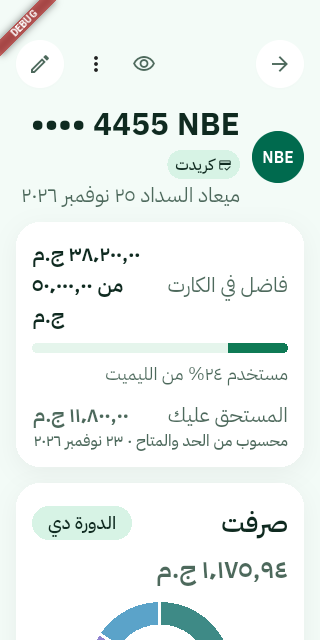 DEBUG
NBE 4455 ••••
NBE
كريدت
ميعاد السداد ٢٥ نوفمبر ٢٠٢٦
فاضل في الكارت
٣٨٬٢٠٠٫٠٠ ج.م
من ٥٠٬٠٠٠٫٠٠
ج.م
مستخدم ٢٤% من الليميت
المستحق عليك
١١٬٨٠٠٫٠٠ ج.م
محسوب من الحد والمتاح · ٢٣ نوفمبر ٢٠٢٦
صرفت
الدورة دي
١٬١٧٥٫٩٤ ج.م